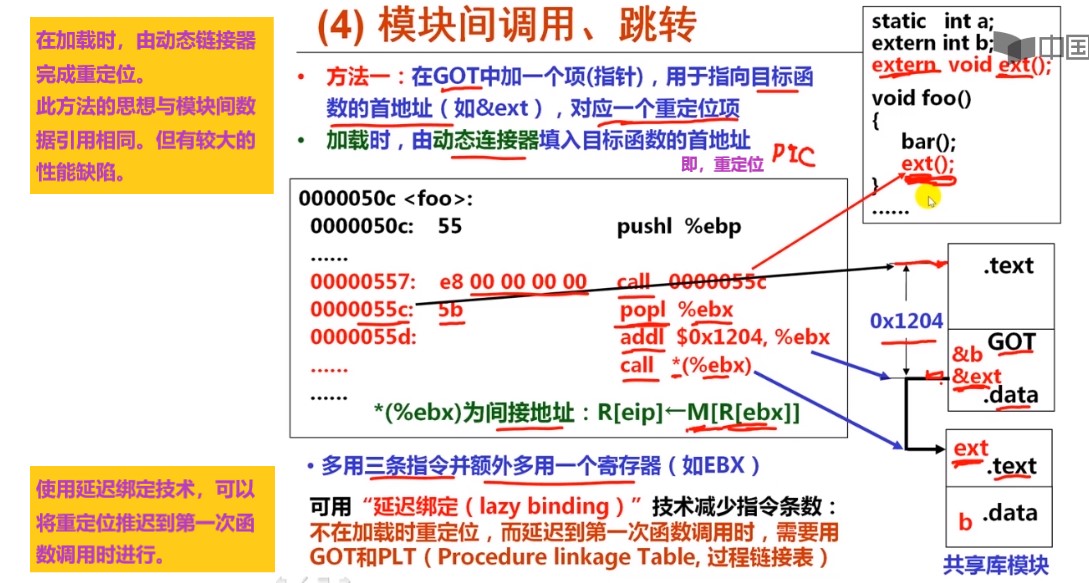 (4) 模块间调用、跳转
在加载时，由动态链接器
完成重定位。
此方法的思想与模块间数
据引用相同。但有较大的
性能缺陷。
• 方法一：在GOT中加一个项(指针)，用于指向目标函
数的首地址（如&ext），对应一个重定位项
• 加载时，由动态连接器填入目标函数的首地址
即，重定位
PIC
static int a;
extern int b;
extern void ext();
void foo()
{
bar();
ext();
}
……
中国
0000050c <foo>:
0000050c: 55 pushl %ebp
……
00000557: e8 00 00 00 00 call 0000055c
0000055c: 5b popl %ebx
0000055d: addl $0x1204, %ebx
…… call *(%ebx)
……
*(%ebx)为间接地址：R[eip]←M[R[ebx]]
.text
0x1204
GOT
&b
&ext
.data
ext
.text
b .data
共享库模块
• 多用三条指令并额外多用一个寄存器（如EBX）
可用“延迟绑定（lazy binding）”技术减少指令条数：
不在加载时重定位，而延迟到第一次函数调用时，需要用
GOT和PLT（Procedure linkage Table, 过程链接表）
使用延迟绑定技术，可以
将重定位推迟到第一次函
数调用时进行。